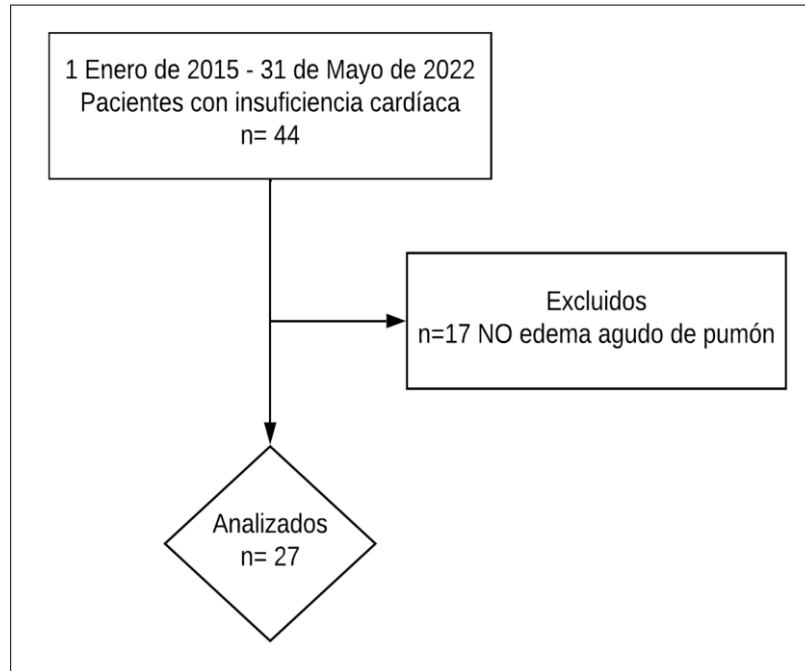 1 Enero de 2015 - 31 de Mayo de 2022
Pacientes con insuficiencia cardíaca
n= 44
Excluidos
n=17 NO edema agudo de pumón
Analizados
n= 27